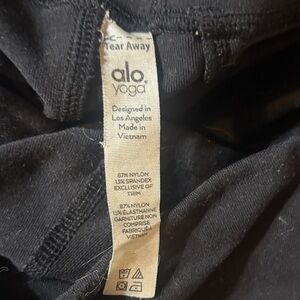 Tear Away
alo
yoga
Designed in
Los Angeles
Made in
Vietnam
87% NYLON
13% SPANDEX
EXCLUSIVE OF
TRIM
87% NYLON
13% ELASTHANNE
GARNITURE NON
COMPRISE
FABRIQUÉ A
VIETNAM